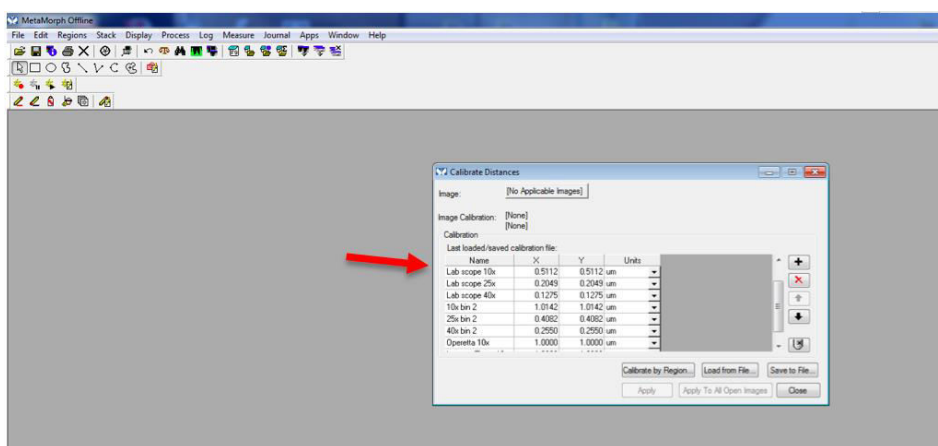 MetaMorph Offline
File Edit Regions Stack Display Process Log Measure Journal Apps Window Help
Calibrate Distances
Image: [No Applicable Images]
Image Calibration: [None]
[None]
Calibration
Last loaded/saved calibration file:
Name X Y Units
Lab scope 10x 0.5112 0.5112 um
Lab scope 25x 0.2049 0.2049 um
Lab scope 40x 0.1275 0.1275 um
10x bin 2 1.0142 1.0142 um
25x bin 2 0.4082 0.4082 um
40x bin 2 0.2550 0.2550 um
Operetta 10x 1.0000 1.0000 um
Calibrate by Region... Load from File... Save to File...
Apply Apply To All Open Images Close